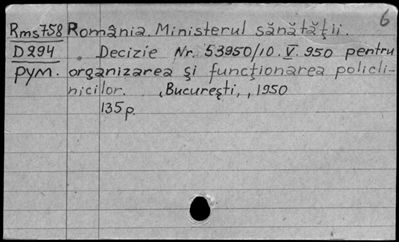 6
Rms758 România. Ministerul sănătăţii.
D294 . Decizie Nr. 53950/10.V.950 pentru
рум. organizarea şi funcţionarea policli-
nicilor. , Bucureşti, , 1950
135 p.